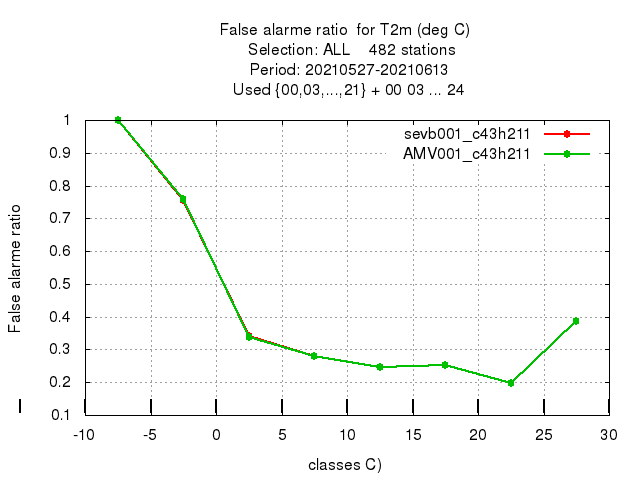 False alarme ratio  for T2m (deg C)
Selection: ALL    482 stations
Period: 20210527-20210613
Used {00,03,...,21} + 00 03 ... 24
sevb001_c43h211
AMV001_c43h211
1
0.9
0.8
0.7
0.6
0.5
0.4
0.3
0.2
0.1
False alarme ratio
-10 -5 0 5 10 15 20 25 30
classes C)